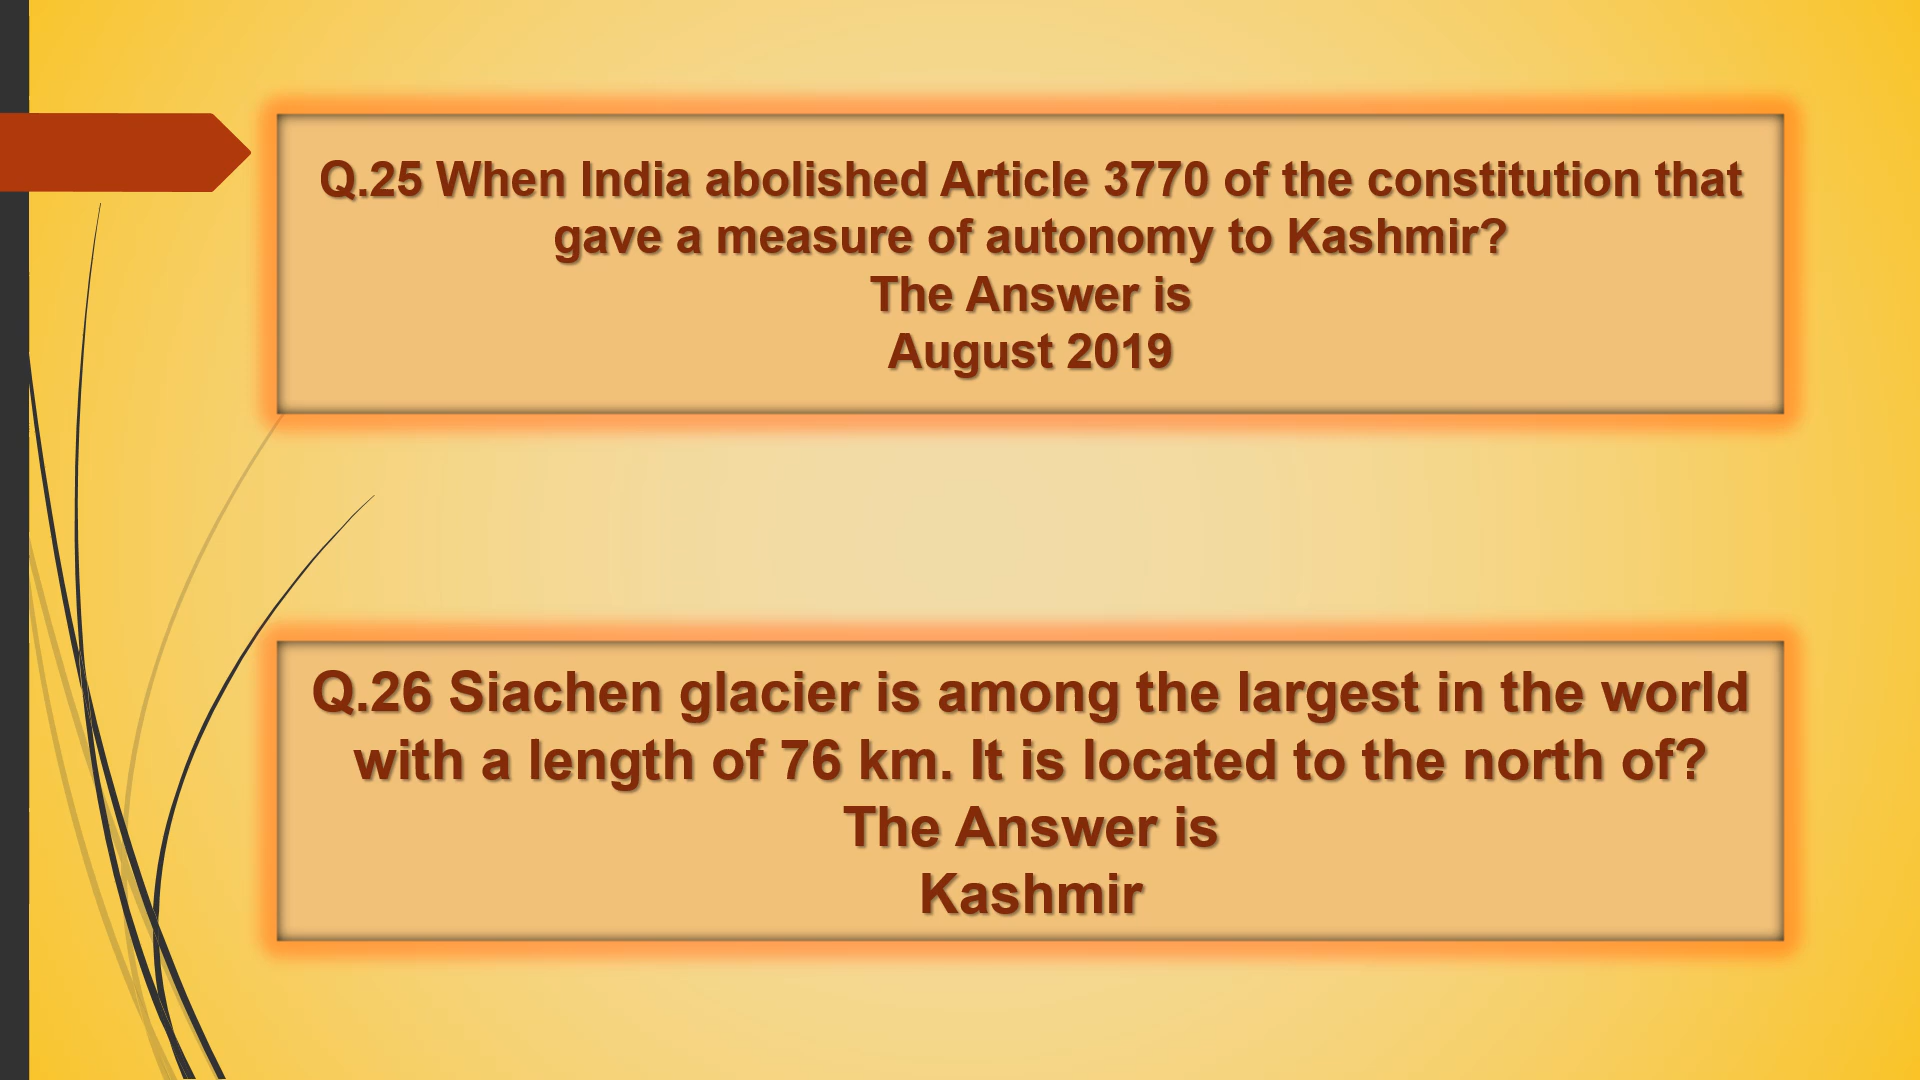 Q.25 When India abolished Article 3770 of the constitution that
gave a measure of autonomy to Kashmir?
The Answer is
August 2019
Q.26 Siachen glacier is among the largest in the world
with a length of 76 km. It is located to the north of?
The Answer is
Kashmir